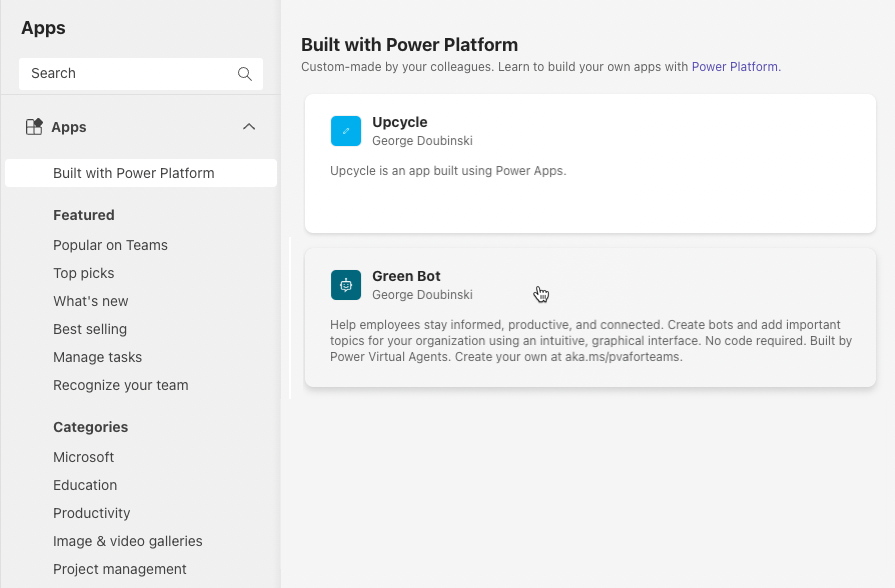 Apps
Search
Apps
Built with Power Platform
Featured
Popular on Teams
Top picks
What's new
Best selling
Manage tasks
Recognize your team
Categories
Microsoft
Education
Productivity
Image & video galleries
Project management
Built with Power Platform
Custom-made by your colleagues. Learn to build your own apps with Power Platform.
Upcycle
George Doubinski
Upcycle is an app built using Power Apps.
Green Bot
George Doubinski
Help employees stay informed, productive, and connected. Create bots and add important
topics for your organization using an intuitive, graphical interface. No code required. Built by
Power Virtual Agents. Create your own at aka.ms/pvaforteams.